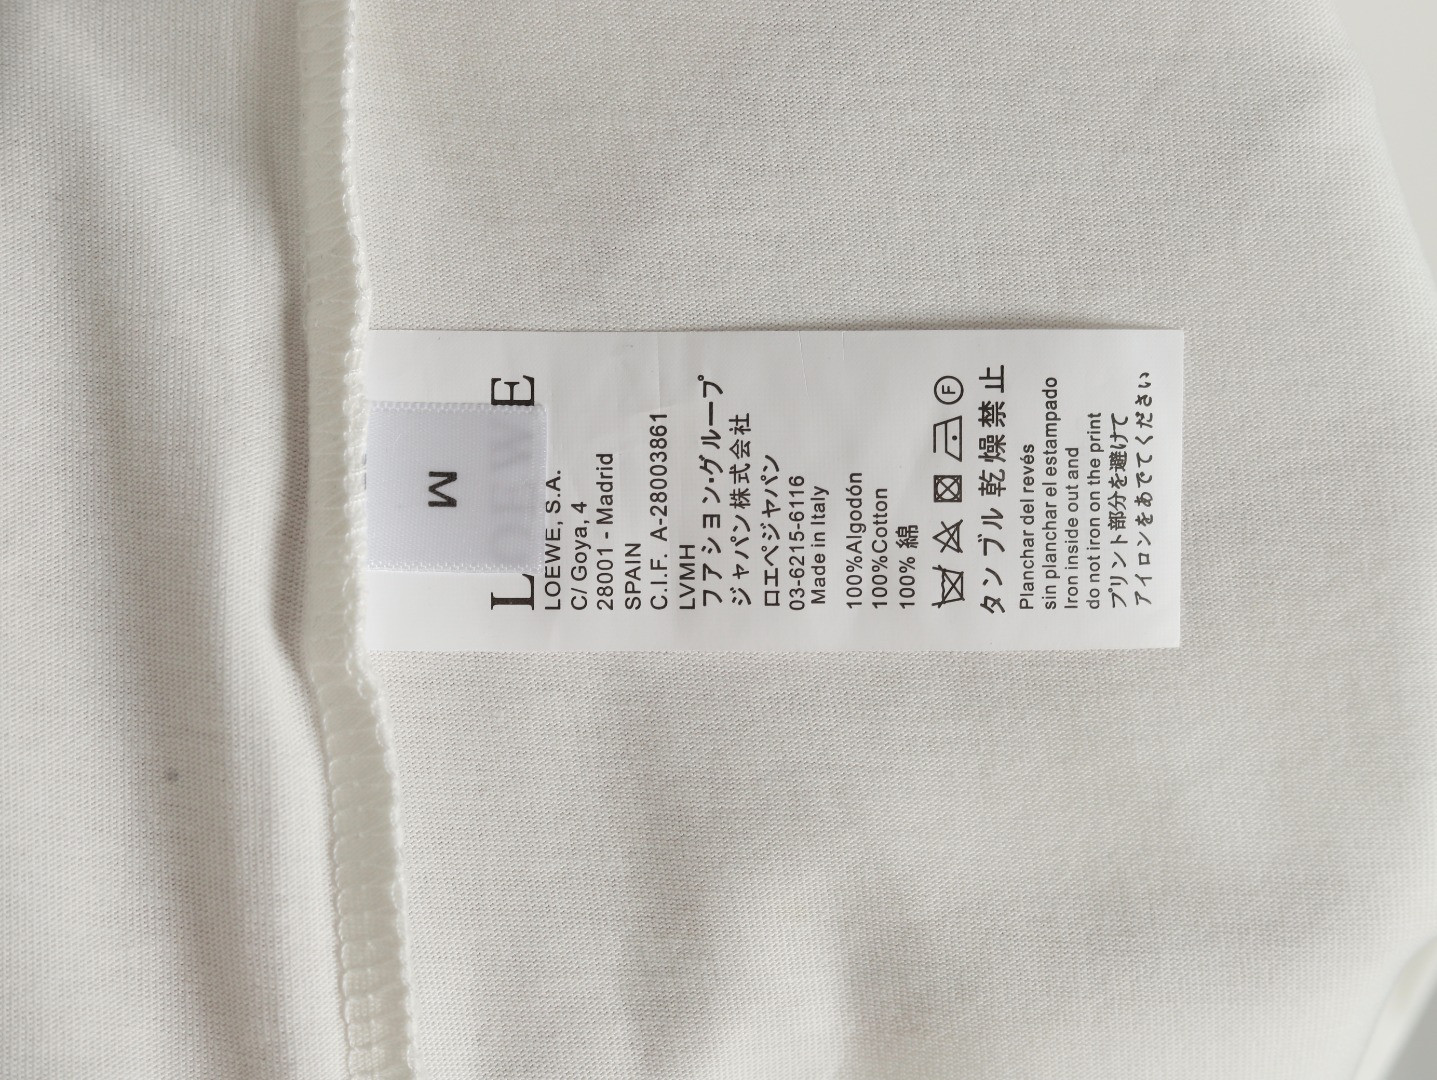 M
LOEWE
LOEWE, S.A.
C/ Goya, 4
28001 - Madrid
SPAIN
C.I.F. A-28003861
LVMH
ファション・グループ
ジャパン株式会社
ロエベジャパン
03-6215-6116
Made in Italy
100%Algodón
100%Cotton
100% 綿
F
タンブル乾燥禁止
Planchar del revés
sin planchar el estampado
Iron inside out and
do not iron on the print
プリント部分を避けて
アイロンをあでてください